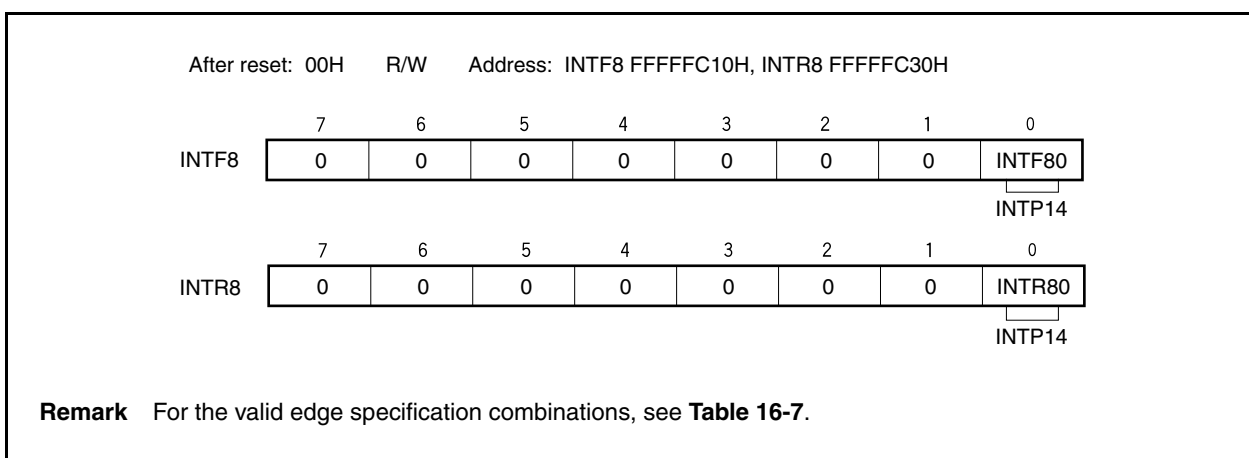 After reset: 00H R/W Address: INTF8 FFFFFC10H, INTR8 FFFFFC30H
7 6 5 4 3 2 1 0
INTF8 0 0 0 0 0 0 0 INTF80
INTP14
7 6 5 4 3 2 1 0
INTR8 0 0 0 0 0 0 0 INTR80
INTP14
Remark For the valid edge specification combinations, see Table 16-7.